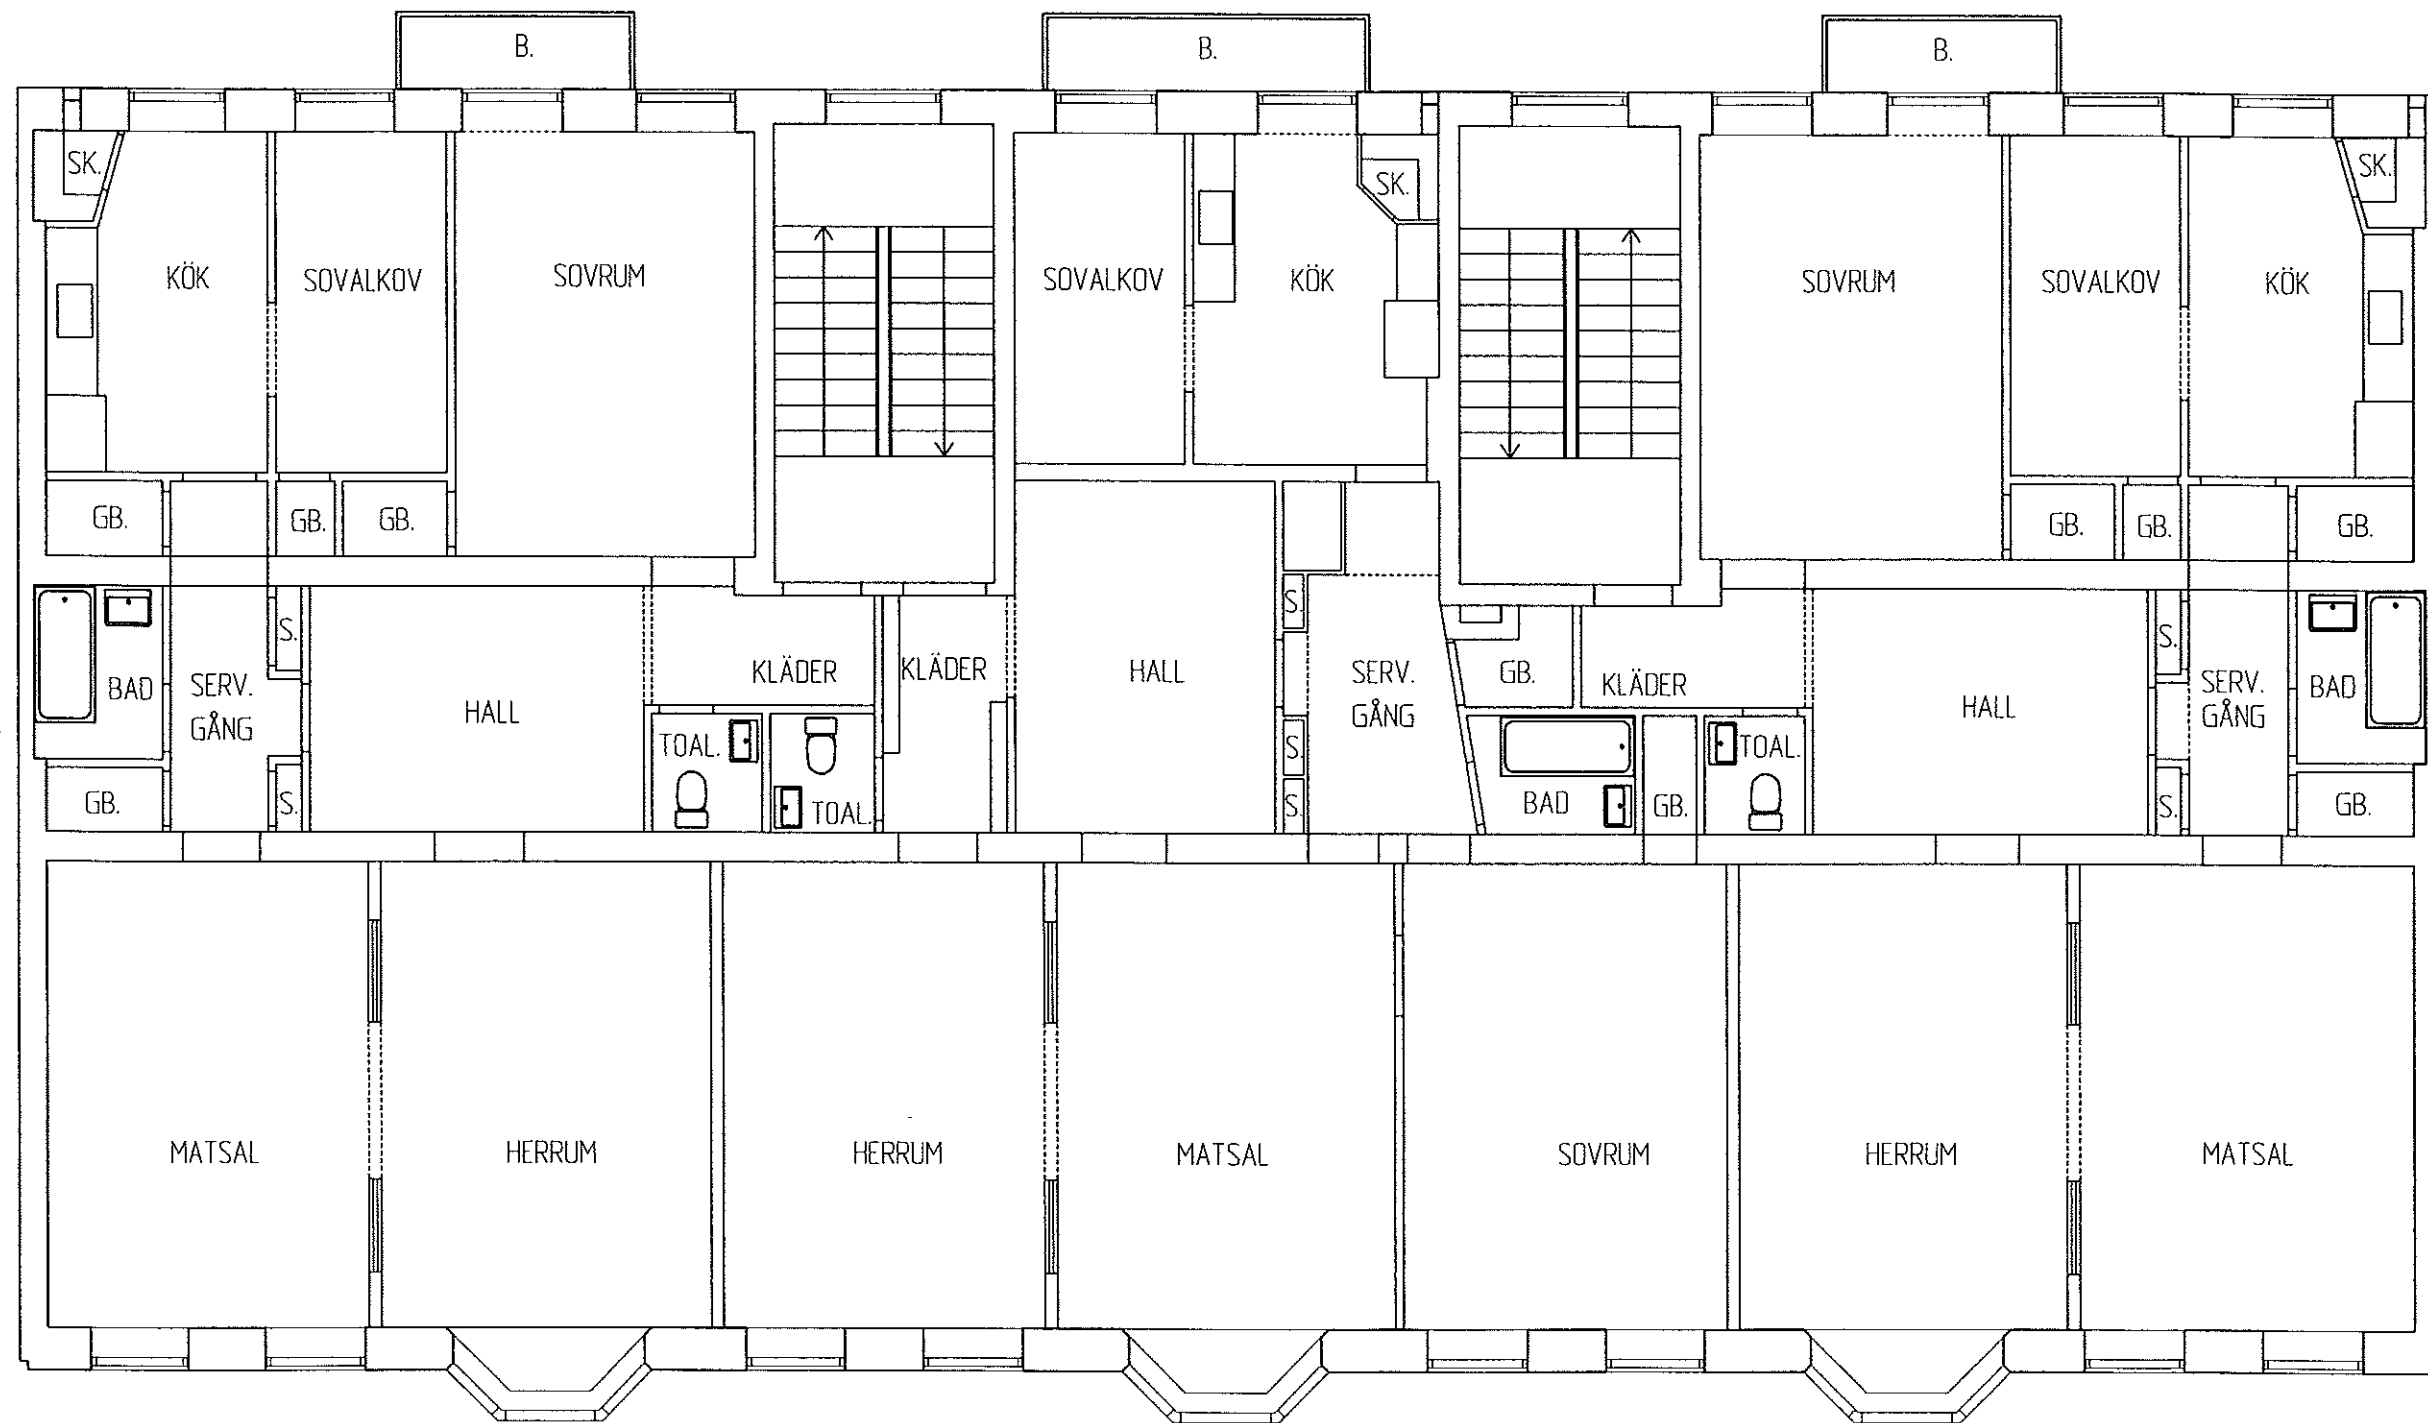 B.
B.
B.
SK.
SK.
SK.
KÖK
SOVALKOV
SOVRUM
SOVALKOV
KÖK
SOVRUM
SOVALKOV
KÖK
GB.
GB.
GB.
GB.
GB.
GB.
S.
S.
S.
BAD
SERV.
GÅNG
HALL
KLÄDER
KLÄDER
HALL
SERV.
GÅNG
GB.
KLÄDER
HALL
SERV.
GÅNG
BAD
TOAL.
TOAL.
S.
TOAL.
GB.
S.
TOAL.
S.
BAD
GB.
S.
GB.
MATSAL
HERRUM
HERRUM
MATSAL
SOVRUM
HERRUM
MATSAL